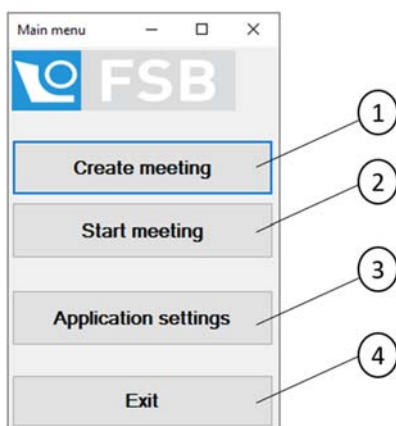 Main menu
FSB
1
Create meeting
2
Start meeting
3
Application settings
4
Exit